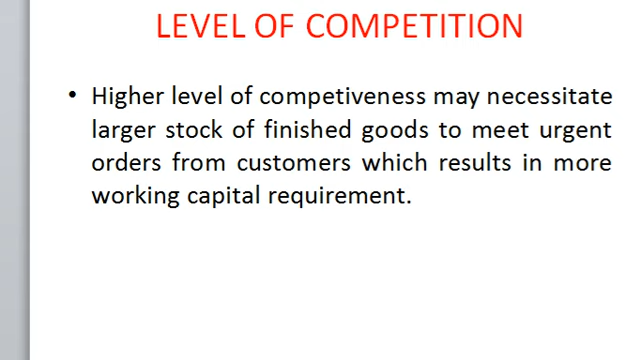 LEVEL OF COMPETITION
• Higher level of competiveness may necessitate
larger stock of finished goods to meet urgent
orders from customers which results in more
working capital requirement.